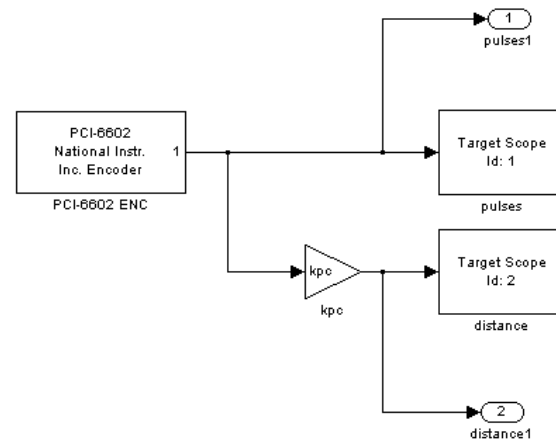 1
pulses1
PCI-6602
National Instr.
Inc. Encoder
1
PCI-6602 ENC
Target Scope
Id: 1
pulses
kpc
kpc
Target Scope
Id: 2
distance
2
distance1